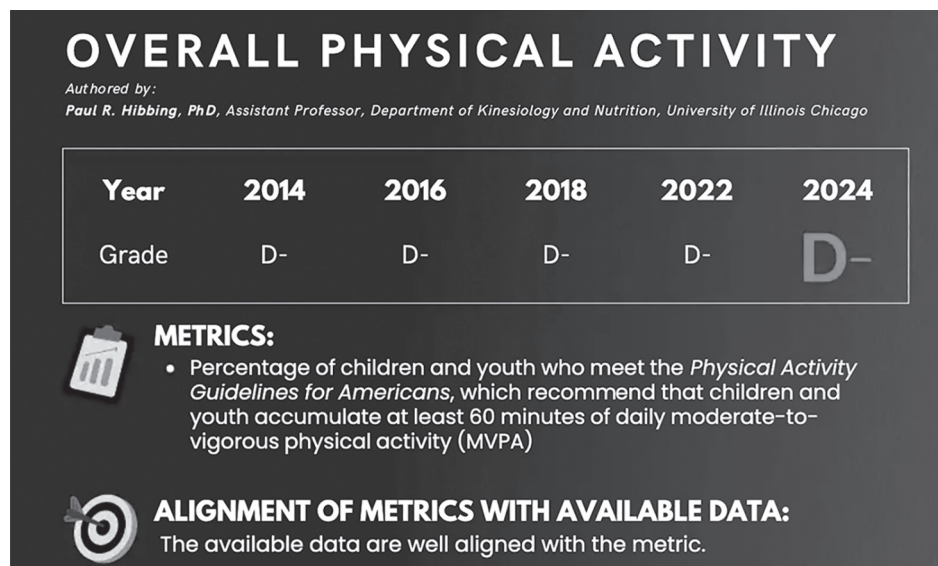 OVERALL PHYSICAL ACTIVITY
Authored by:
Paul R. Hibbing, PhD, Assistant Professor, Department of Kinesiology and Nutrition, University of Illinois Chicago
Year 2014 2016 2018 2022 2024
Grade D- D- D- D- D-
METRICS:
• Percentage of children and youth who meet the Physical Activity
Guidelines for Americans, which recommend that children and
youth accumulate at least 60 minutes of daily moderate-to-
vigorous physical activity (MVPA)
ALIGNMENT OF METRICS WITH AVAILABLE DATA:
The available data are well aligned with the metric.